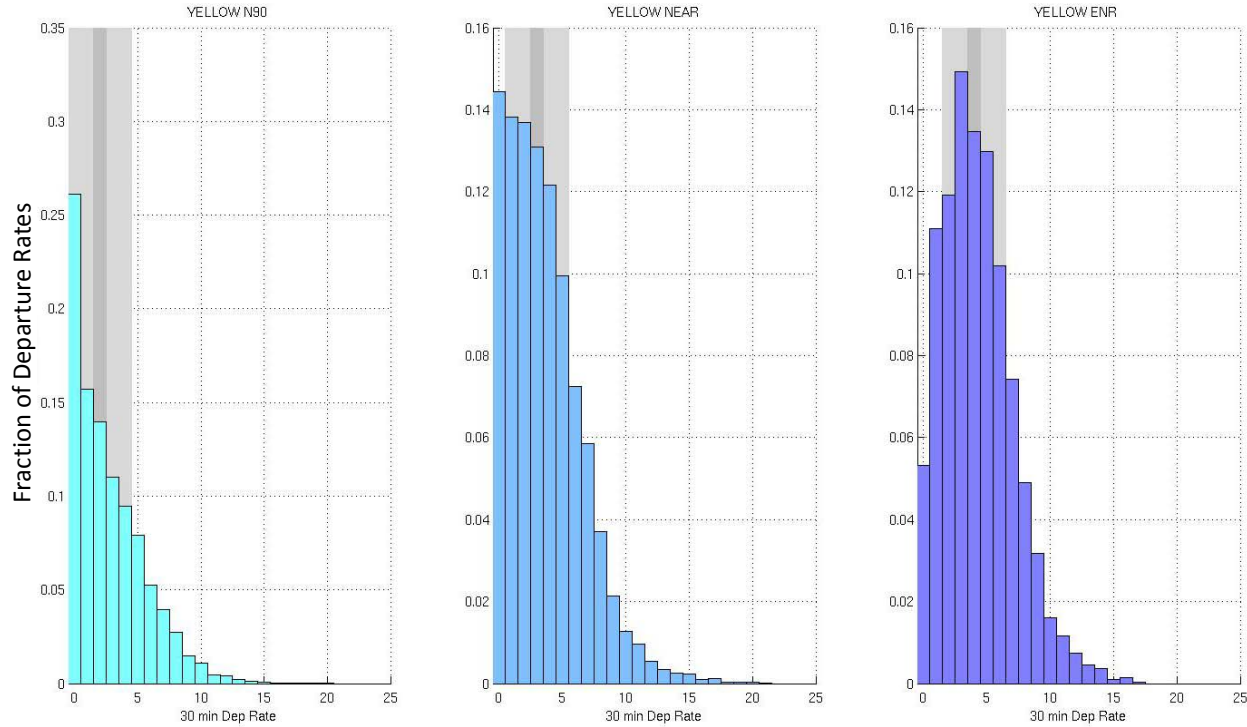 YELLOW N90
Fraction of Departure Rates
0.35
0.3
0.25
0.2
0.15
0.1
0.05
0
0 5 10 15 20 25
30 min Dep Rate
YELLOW NEAR
0.16
0.14
0.12
0.1
0.08
0.06
0.04
0.02
0
0 5 10 15 20 25
30 min Dep Rate
YELLOW ENR
0.16
0.14
0.12
0.1
0.08
0.06
0.04
0.02
0
0 5 10 15 20 25
30 min Dep Rate